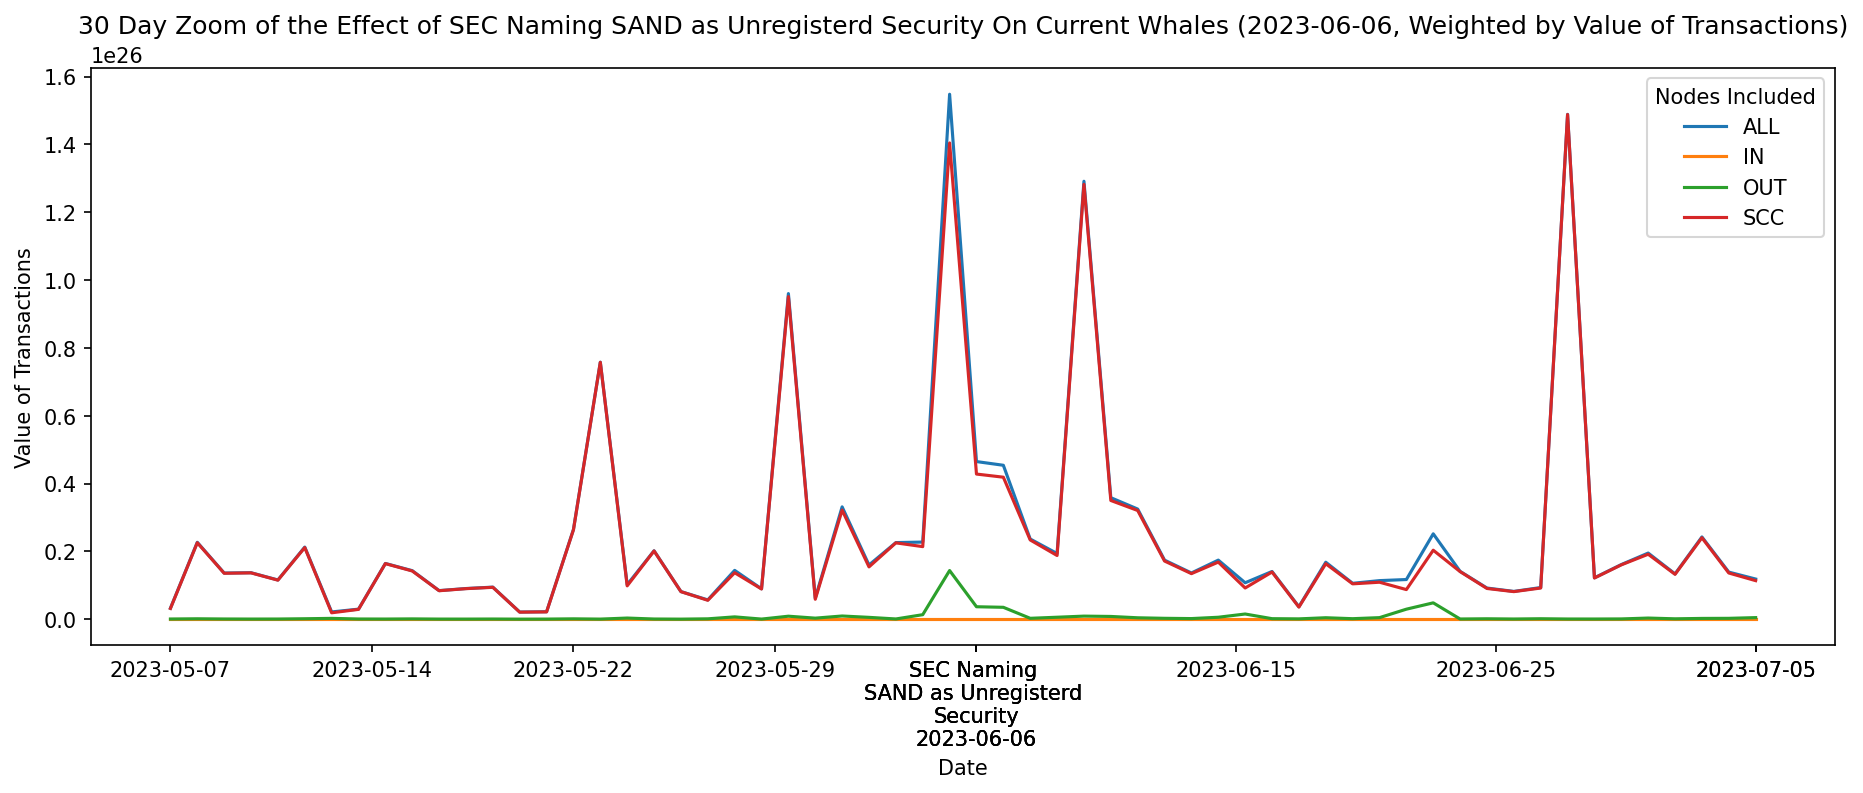 30 Day Zoom of the Effect of SEC Naming SAND as Unregisterd Security On Current Whales (2023-06-06, Weighted by Value of Transactions)
1e26
1.6
1.4
1.2
1.0
0.8
0.6
0.4
0.2
0.0
Value of Transactions
Nodes Included
ALL
IN
OUT
SCC
2023-05-07 2023-05-14 2023-05-22 2023-05-29 SEC Naming 2023-06-15 2023-06-25 2023-07-05
SAND as Unregisterd
Security
2023-06-06
Date